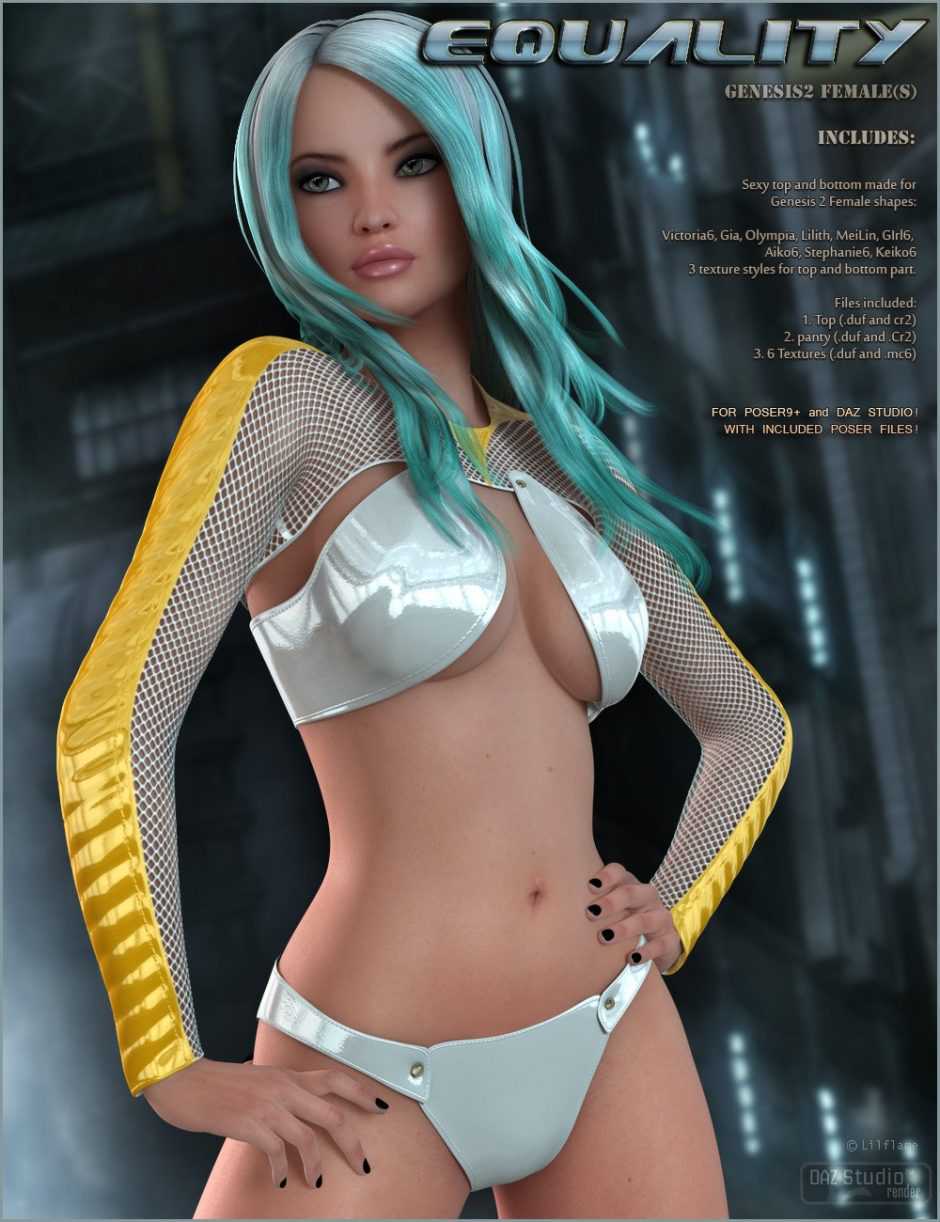 EQUALITY
GENESIS2 FEMALE(S)
INCLUDES:
Sexy top and bottom made for
Genesis 2 Female shapes:
Victoria6, Gia, Olympia, Lilith, MeiLin, GIrl6,
Aiko6, Stephanie6, Keiko6
3 texture styles for top and bottom part.
Files included:
1. Top (.duf and cr2)
2. panty (.duf and .Cr2)
3. 6 Textures (.duf and .mc6)
FOR POSER9+ and DAZ STUDIO!
WITH INCLUDED POSER FILES!
© Lilflame
DAZ Studio
render